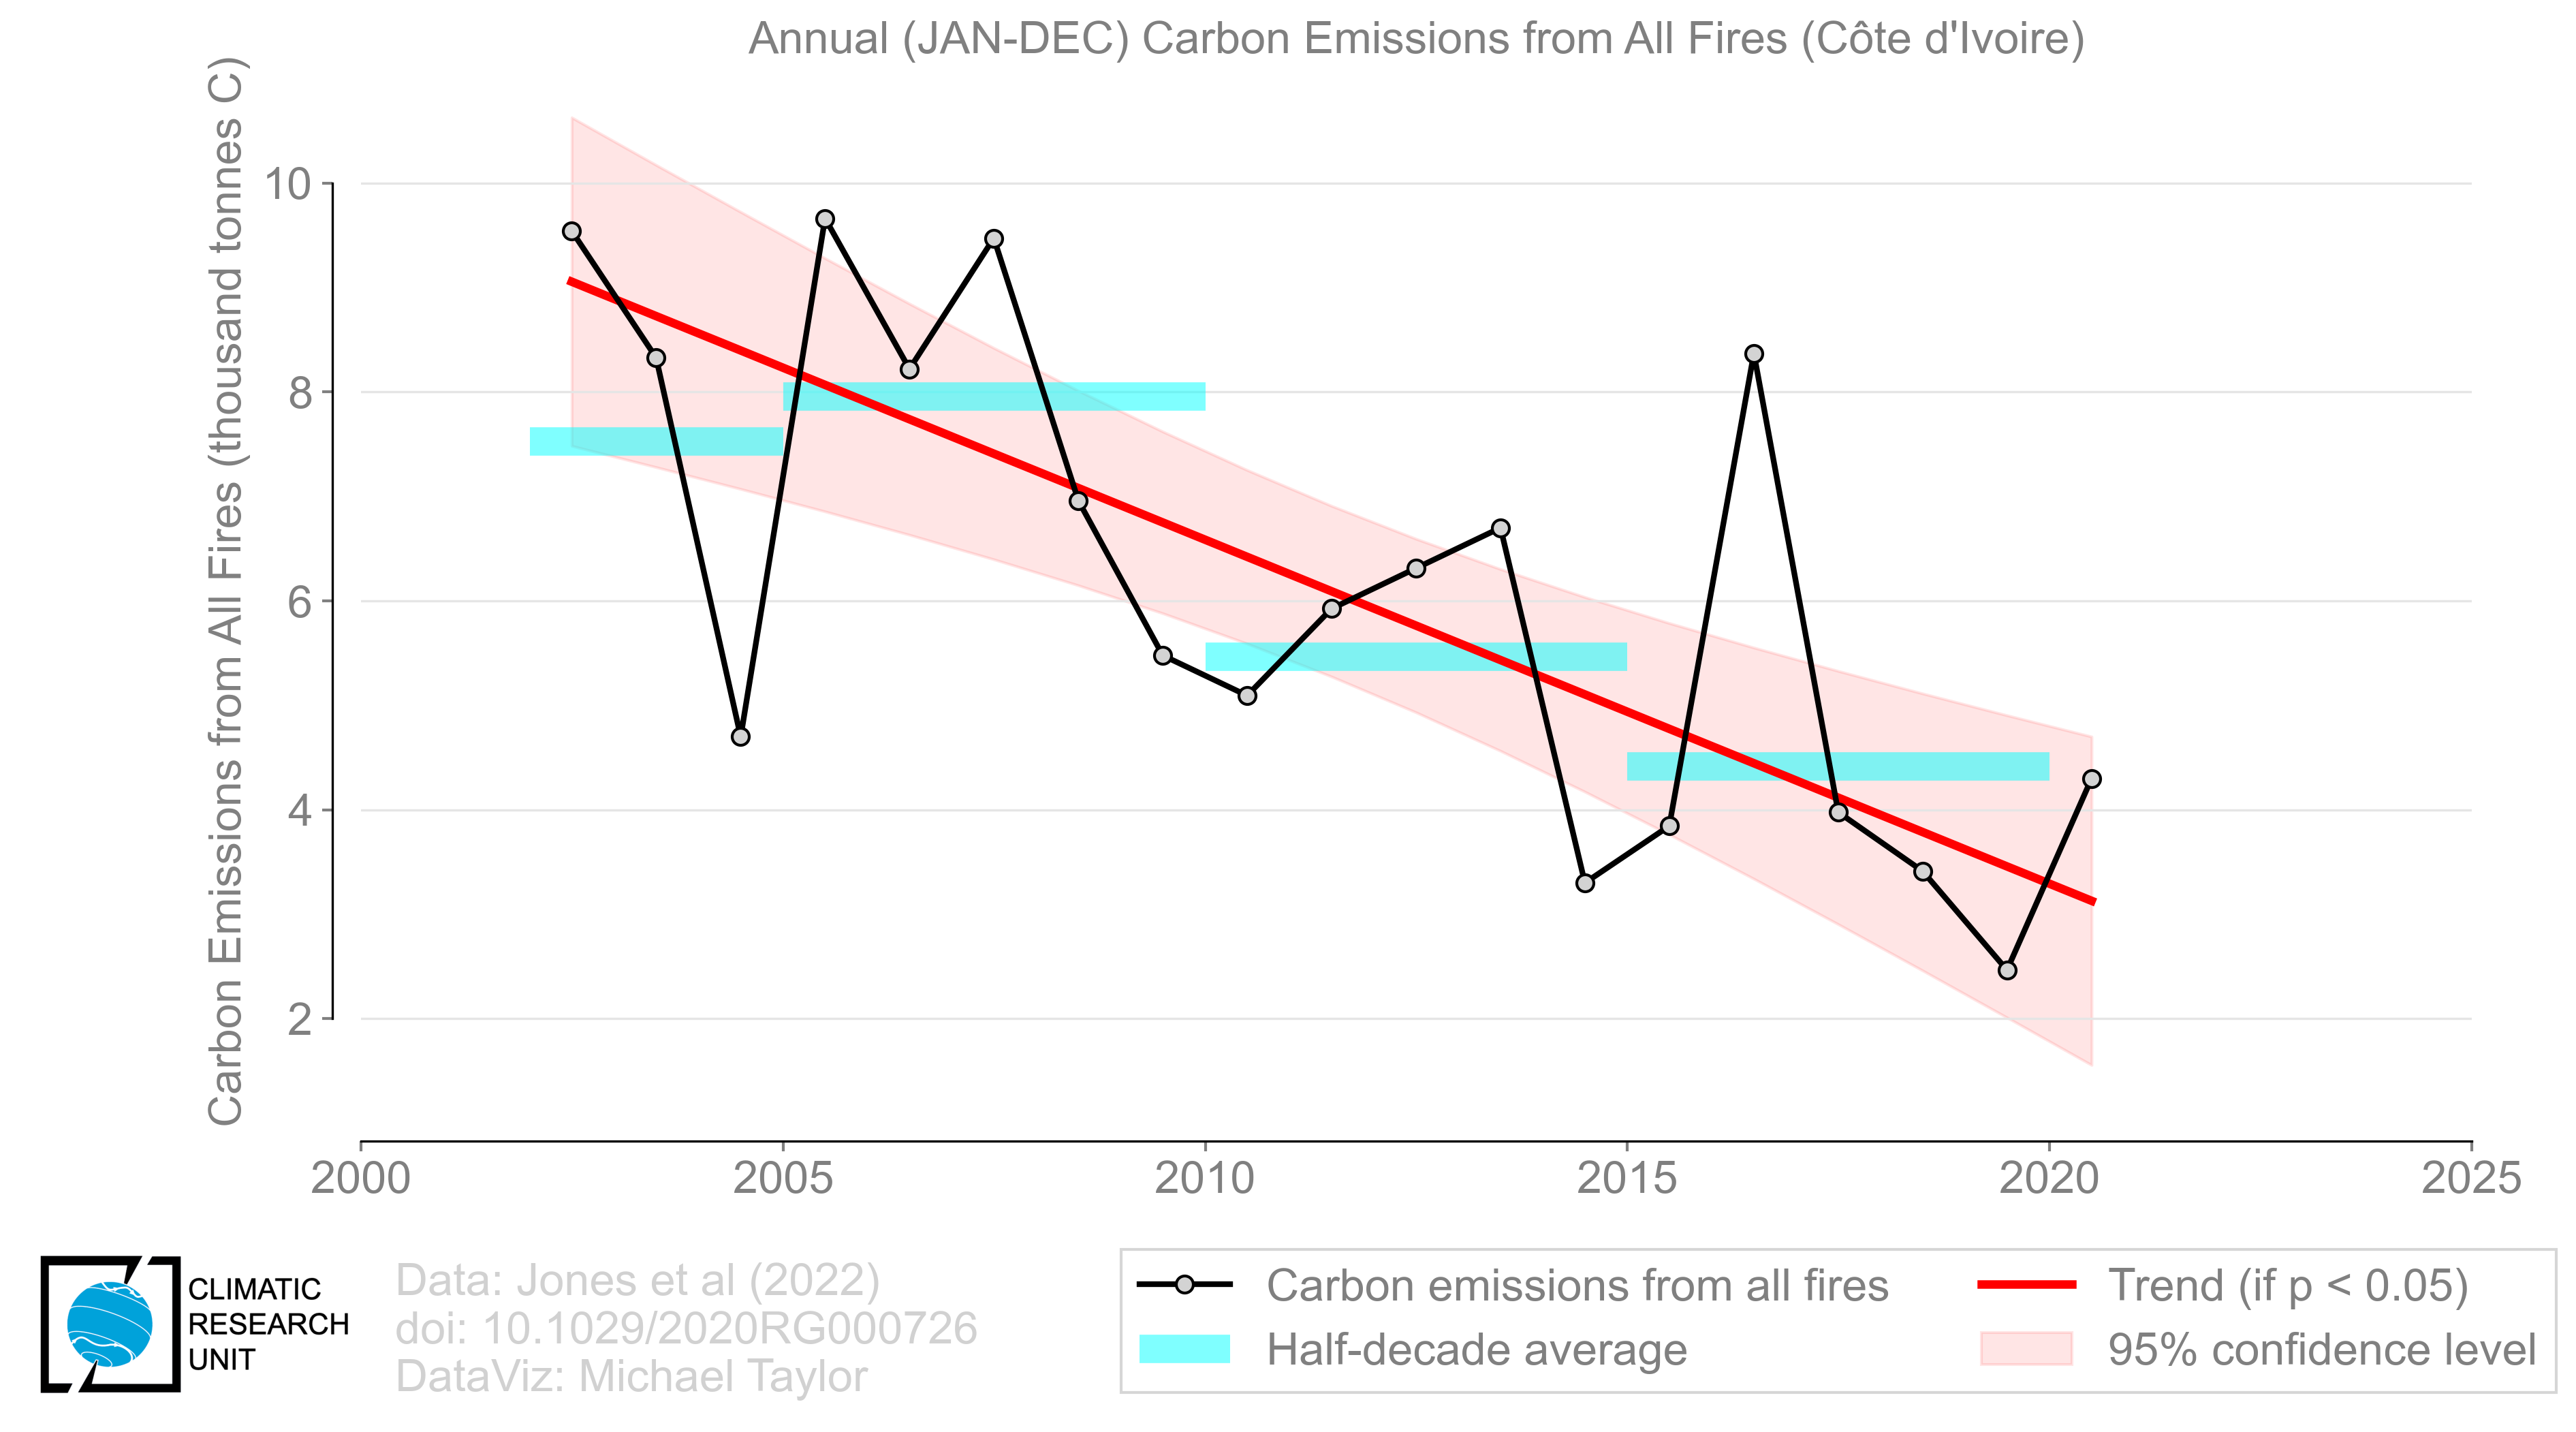 Annual (JAN-DEC) Carbon Emissions from All Fires (Côte d'Ivoire)
Carbon Emissions from All Fires (thousand tonnes C)
10
8
6
4
2
2000 2005 2010 2015 2020 2025
CLIMATIC
RESEARCH
UNIT
Data: Jones et al (2022)
doi: 10.1029/2020RG000726
DataViz: Michael Taylor
Carbon emissions from all fires
Half-decade average
Trend (if p < 0.05)
95% confidence level